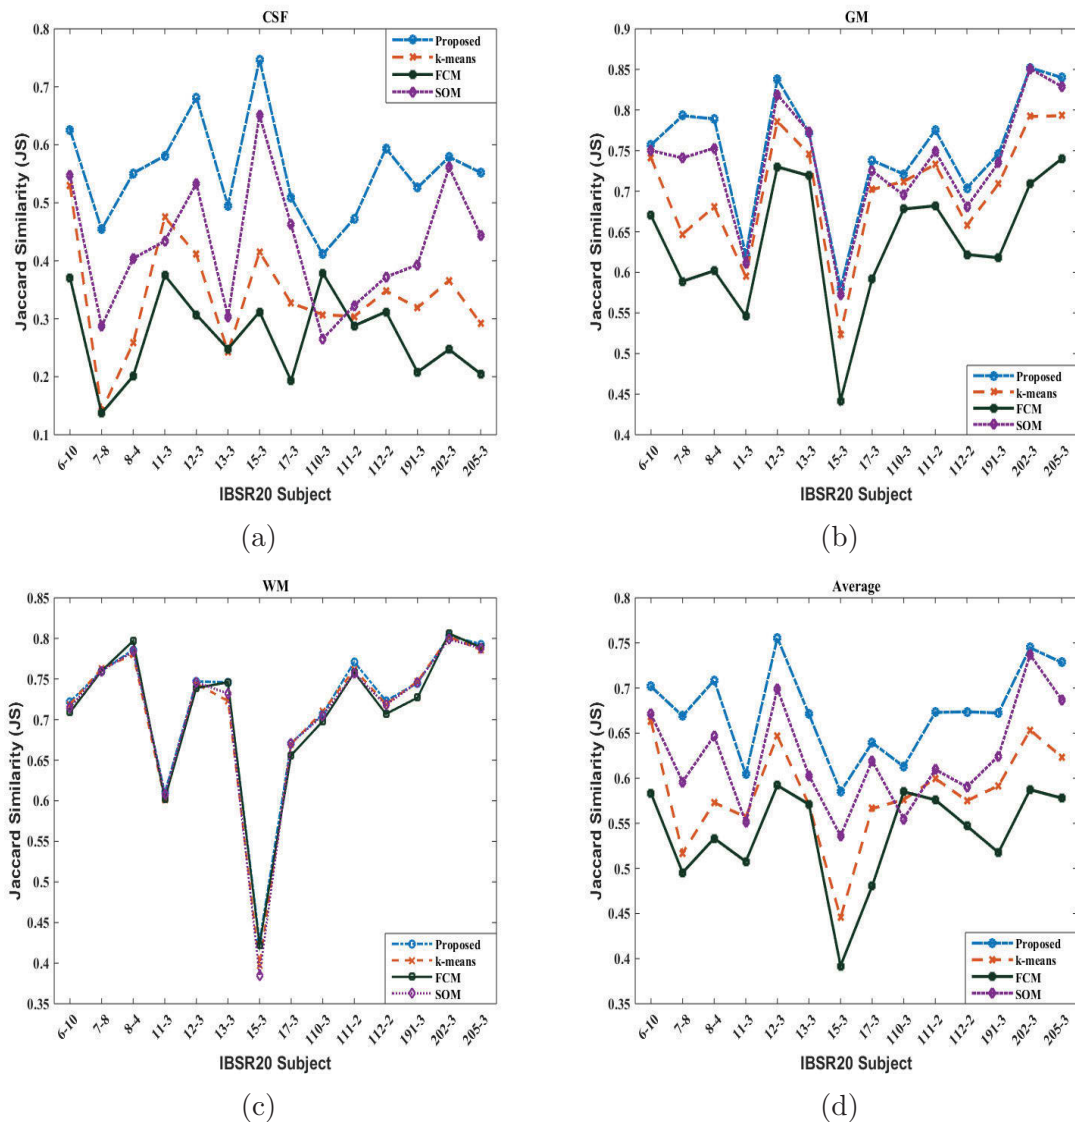 CSF
Jaccard Similarity (JS)
0.8
0.7
0.6
0.5
0.4
0.3
0.2
0.1
Proposed
k-means
FCM
SOM
6-10 7-8 8-4 11-3 12-3 13-3 15-3 17-3 110-3 111-2 112-2 191-3 202-3 205-3
IBSR20 Subject
(a)
GM
Jaccard Similarity (JS)
0.9
0.85
0.8
0.75
0.7
0.65
0.6
0.55
0.5
0.45
0.4
Proposed
k-means
FCM
SOM
6-10 7-8 8-4 11-3 12-3 13-3 15-3 17-3 110-3 111-2 112-2 191-3 202-3 205-3
IBSR20 Subject
(b)
WM
Jaccard Similarity (JS)
0.85
0.8
0.75
0.7
0.65
0.6
0.55
0.5
0.45
0.4
0.35
Proposed
k-means
FCM
SOM
6-10 7-8 8-4 11-3 12-3 13-3 15-3 17-3 110-3 111-2 112-2 191-3 202-3 205-3
IBSR20 Subject
(c)
Average
Jaccard Similarity (JS)
0.8
0.75
0.7
0.65
0.6
0.55
0.5
0.45
0.4
0.35
Proposed
k-means
FCM
SOM
6-10 7-8 8-4 11-3 12-3 13-3 15-3 17-3 110-3 111-2 112-2 191-3 202-3 205-3
IBSR20 Subject
(d)